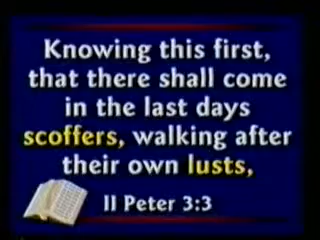 Knowing this first,
that there shall come
in the last days
scoffers, walking after
their own lusts,
II Peter 3:3